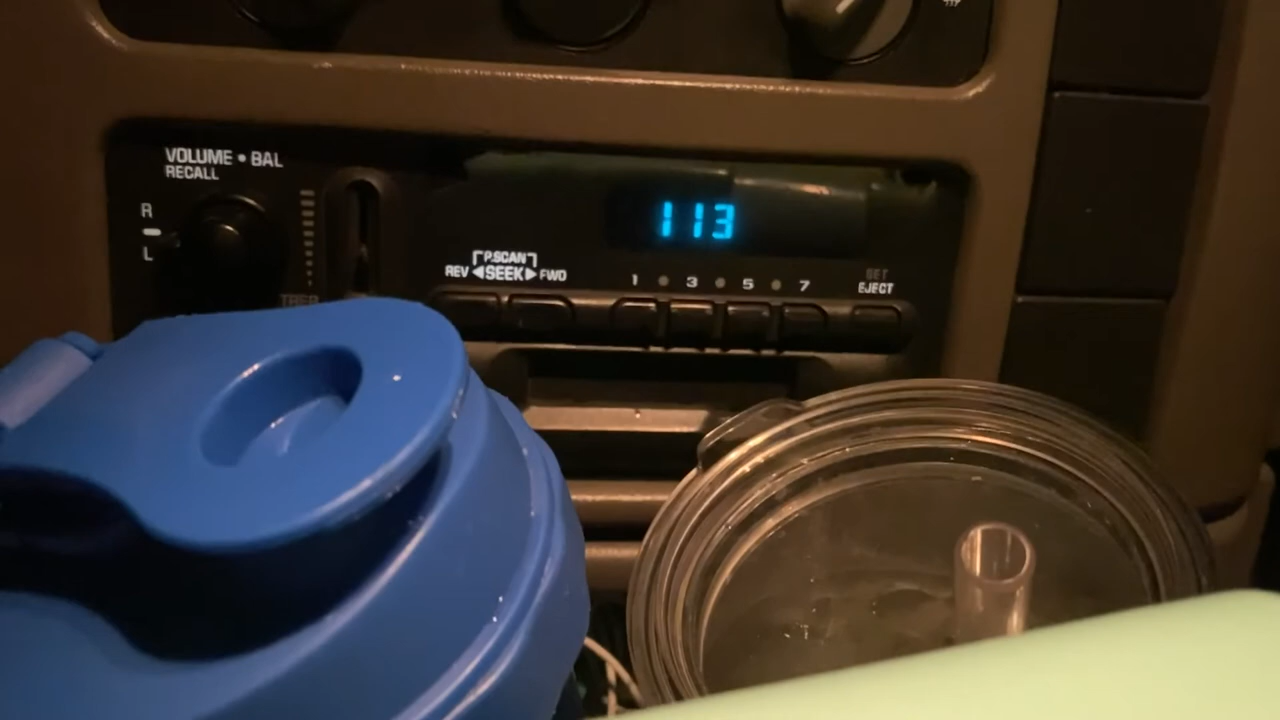 VOLUME • BAL
RECALL
R
L
113
P.SCAN
REV ◀SEEK▶ FWD
1 • 3 • 5 • 7
SET
EJECT